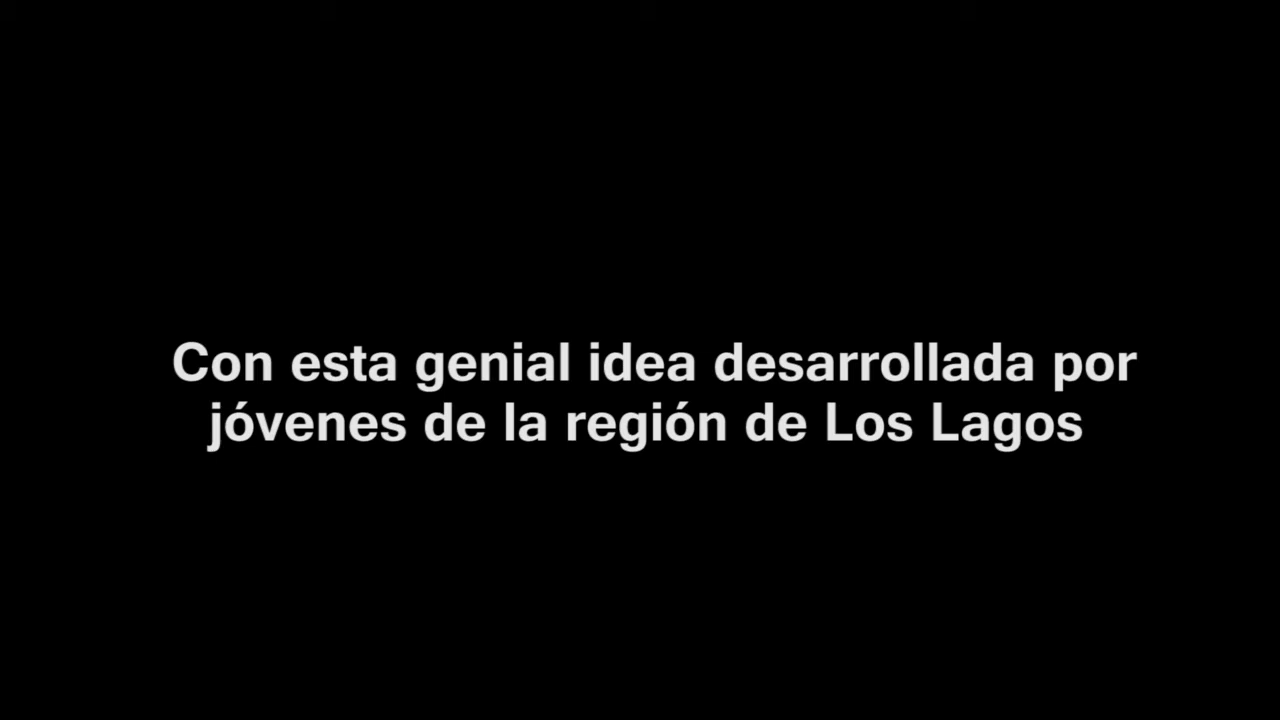 Con esta genial idea desarrollada por
jóvenes de la región de Los Lagos